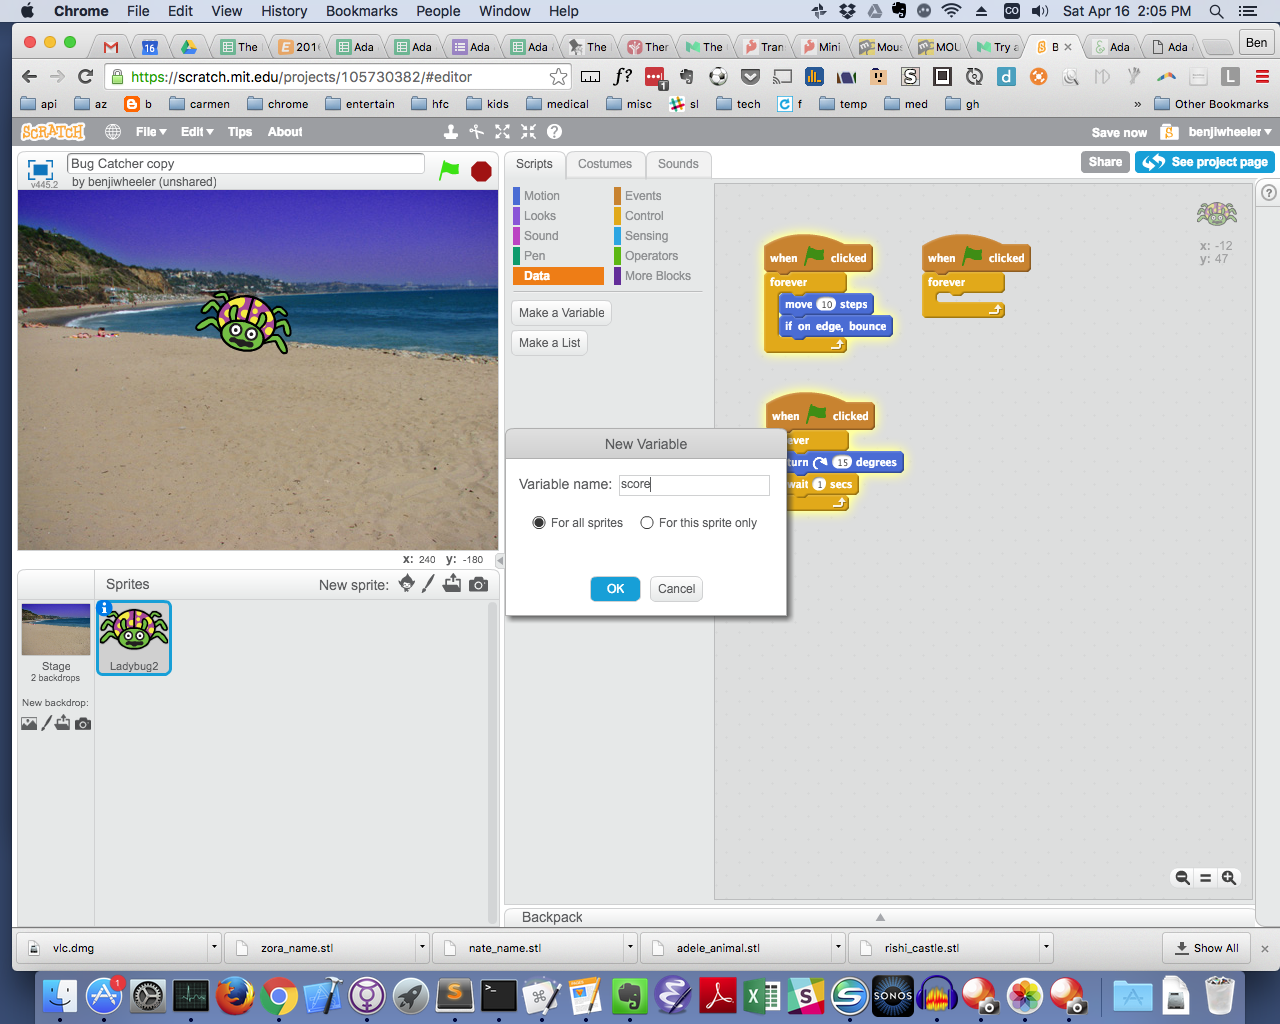 Chrome File Edit View History Bookmarks People Window Help
CO Sat Apr 16 2:05 PM
16 The 201 Ada Ada Ada Ada The Ther The Tran Mini Mous MOU Try a B Ada Ada Ben
https://scratch.mit.edu/projects/105730382/#editor
f? 1 S d L
api az b carmen chrome entertain hfc kids medical misc sl tech f temp med gh » Other Bookmarks
SCRATCH File Edit Tips About
Save now benjiwheeler
v445.2
Bug Catcher copy
by benjiwheeler (unshared)
Scripts Costumes Sounds
Share See project page
Motion Events
Looks Control
Sound Sensing
Pen Operators
Data More Blocks
Make a Variable
Make a List
x: -12
y: 47
when clicked
forever
move 10 steps
if on edge, bounce
when clicked
forever
when clicked
ever
turn 15 degrees
wait 1 secs
New Variable
Variable name: score
For all sprites For this sprite only
OK Cancel
x: 240 y: -180
Sprites New sprite:
Stage
2 backdrops
New backdrop:
Ladybug2
Backpack
vlc.dmg zora_name.stl nate_name.stl adele_animal.stl rishi_castle.stl Show All
1 S SONOS